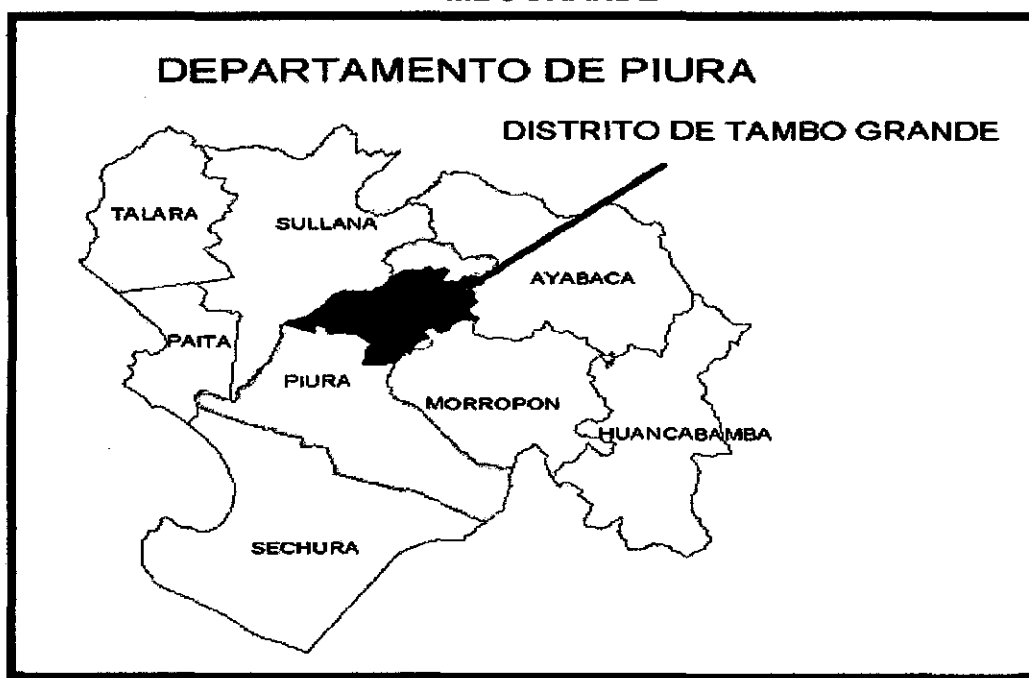 DEPARTAMENTO DE PIURA
DISTRITO DE TAMBO GRANDE
TALARA
SULLANA
AYABACA
PAITA
PIURA
MORROPON
HUANCABAMBA
SECHURA